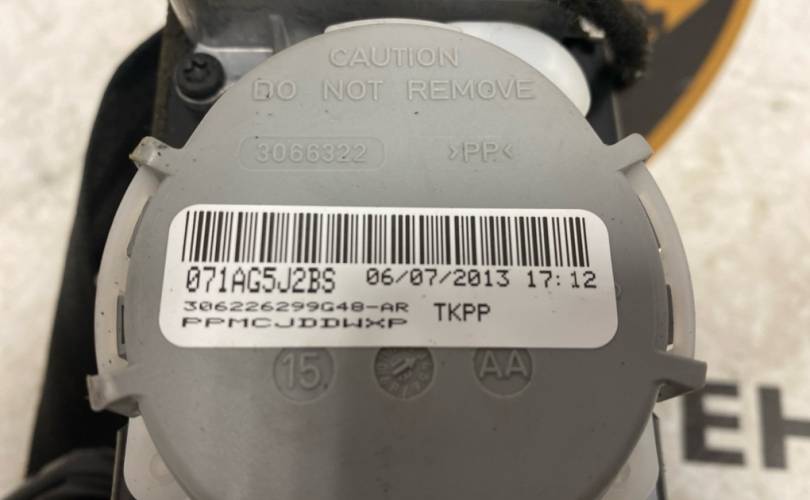 CAUTION
DO NOT REMOVE
3066322 >PP<
071AG5J2BS 06/07/2013 17:12
306226299G48-AR TKPP
PPMCJDDWXP
15 AA
EH